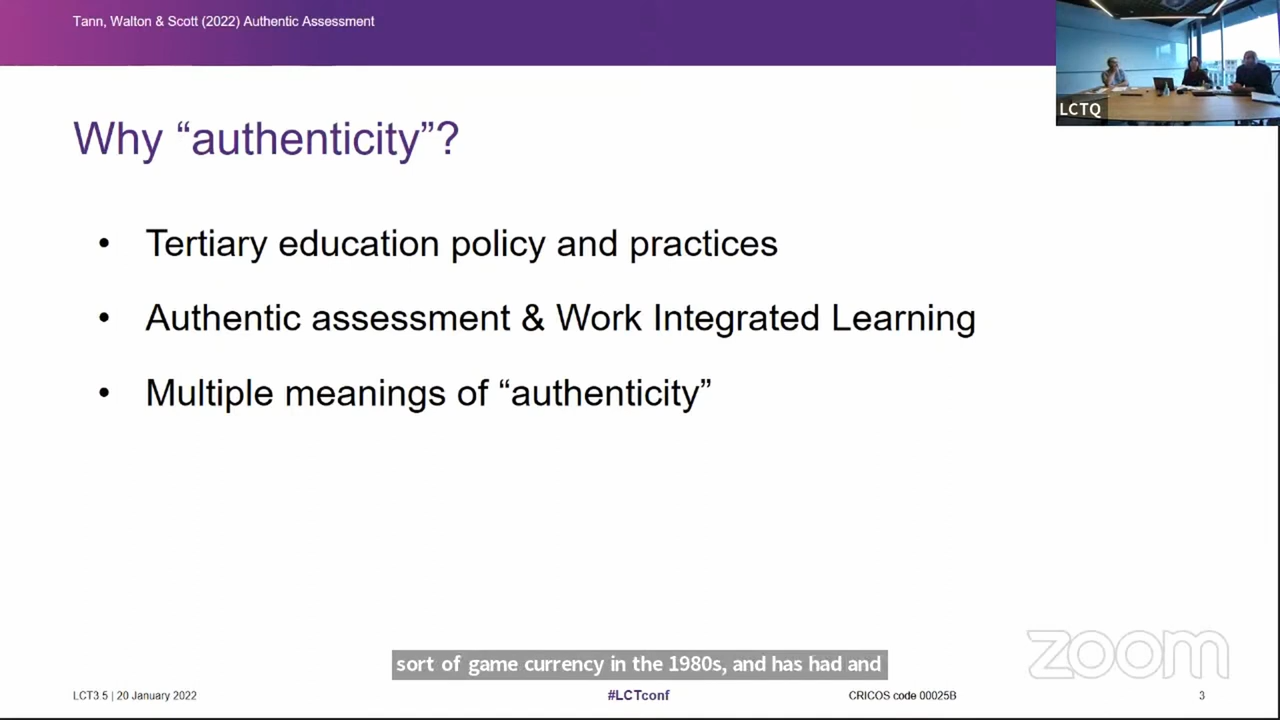 Tann, Walton & Scott (2022) Authentic Assessment
LCTQ
Why “authenticity”?
• Tertiary education policy and practices
• Authentic assessment & Work Integrated Learning
• Multiple meanings of “authenticity”
zoom
sort of game currency in the 1980s, and has had and
LCT3 5 | 20 January 2022
#LCTconf
CRICOS code 00025B
3